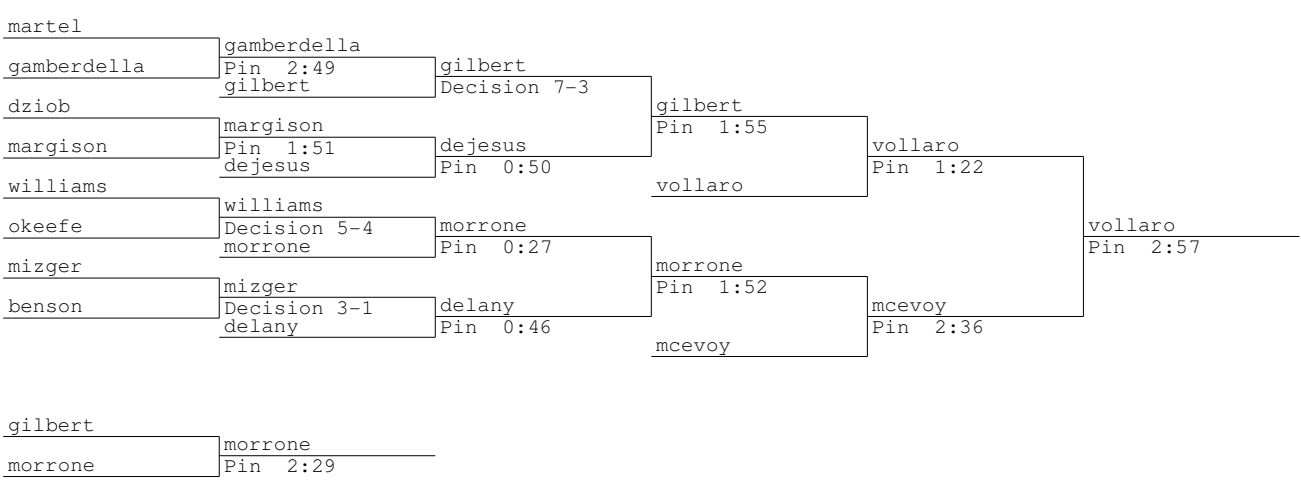 martel
gamberdella
gamberdella
Pin 2:49
gilbert
gilbert
Decision 7-3
dziob
margison
margison
Pin 1:51
dejesus
dejesus
Pin 0:50
gilbert
Pin 1:55
vollaro
vollaro
Pin 1:22
williams
okeefe
williams
Decision 5-4
morrone
morrone
Pin 0:27
mizger
benson
mizger
Decision 3-1
delany
delany
Pin 0:46
morrone
Pin 1:52
mcevoy
mcevoy
Pin 2:36
vollaro
Pin 2:57
gilbert
morrone
morrone
Pin 2:29